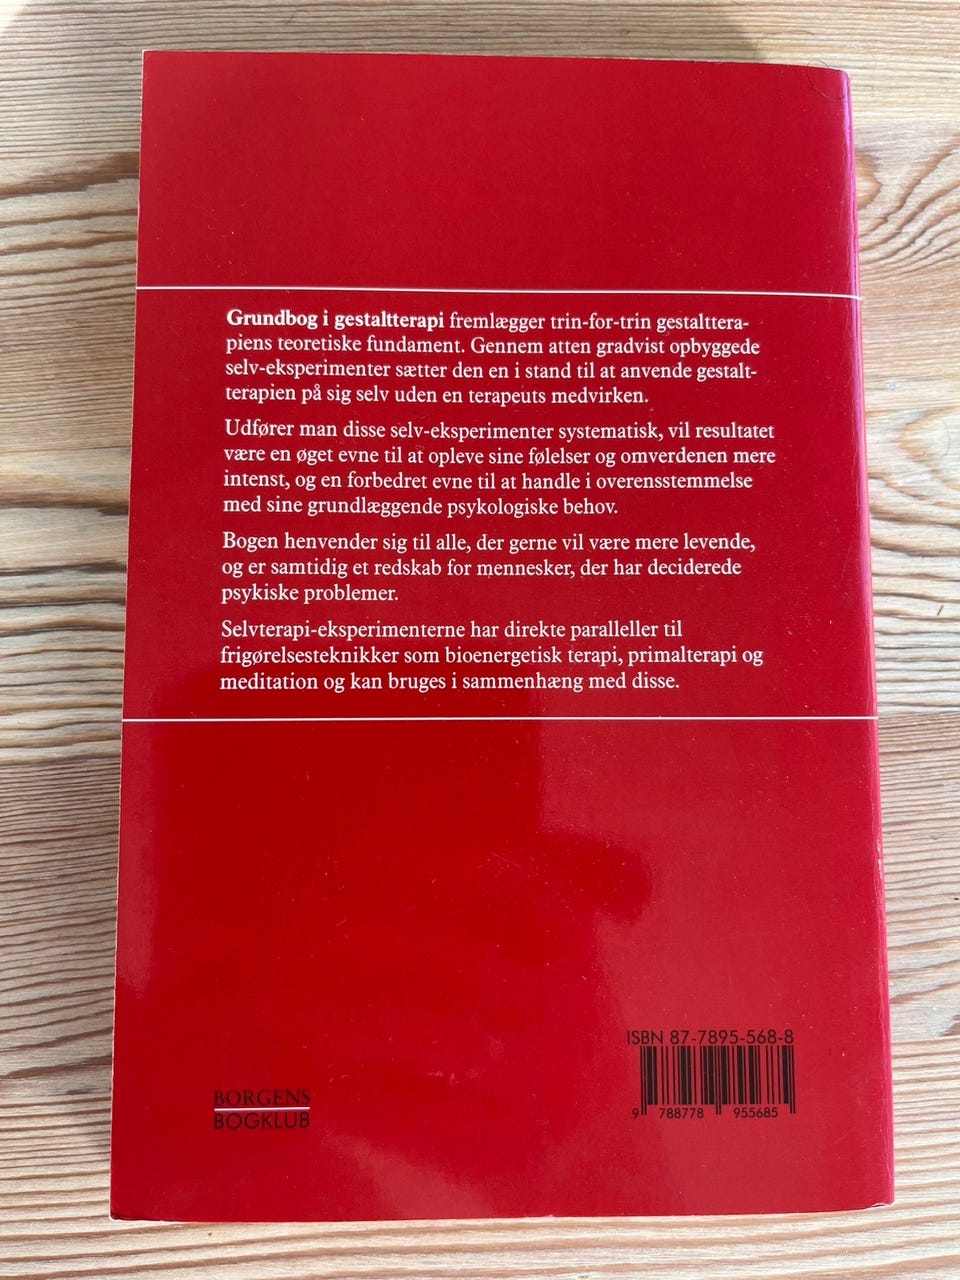 Grundbog i gestaltterapi fremlægger trin-for-trin gestalttera-
piens teoretiske fundament. Gennem atten gradvist opbyggede
selv-eksperimenter sætter den en i stand til at anvende gestalt-
terapien på sig selv uden en terapeuts medvirken.
Udfører man disse selv-eksperimenter systematisk, vil resultatet
være en øget evne til at opleve sine følelser og omverdenen mere
intenst, og en forbedret evne til at handle i overensstemmelse
med sine grundlæggende psykologiske behov.
Bogen henvender sig til alle, der gerne vil være mere levende,
og er samtidig et redskab for mennesker, der har deciderede
psykiske problemer.
Selvterapi-eksperimenterne har direkte paralleller til
frigørelsesteknikker som bioenergetisk terapi, primalterapi og
meditation og kan bruges i sammenhæng med disse.
ISBN 87-7895-568-8
9 788778 955685
BORGENS
BOGKLUB